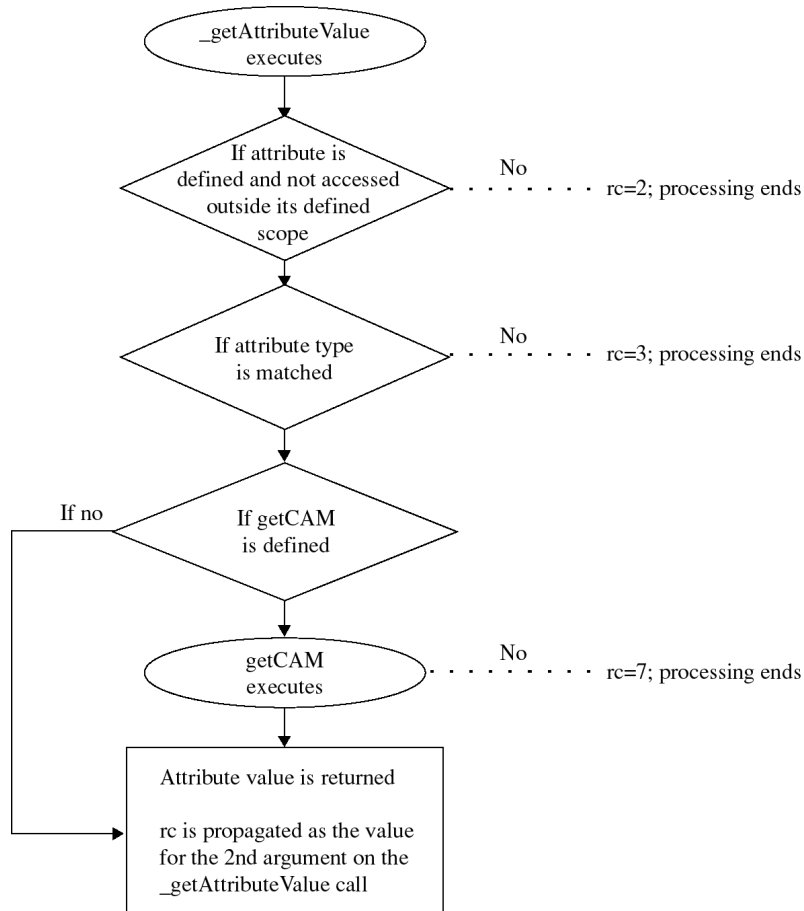 _getAttributeValue
executes
If attribute is
defined and not accessed
outside its defined
scope
No
rc=2; processing ends
If attribute type
is matched
No
rc=3; processing ends
If no
If getCAM
is defined
getCAM
executes
No
rc=7; processing ends
Attribute value is returned
rc is propagated as the value
for the 2nd argument on the
_getAttributeValue call